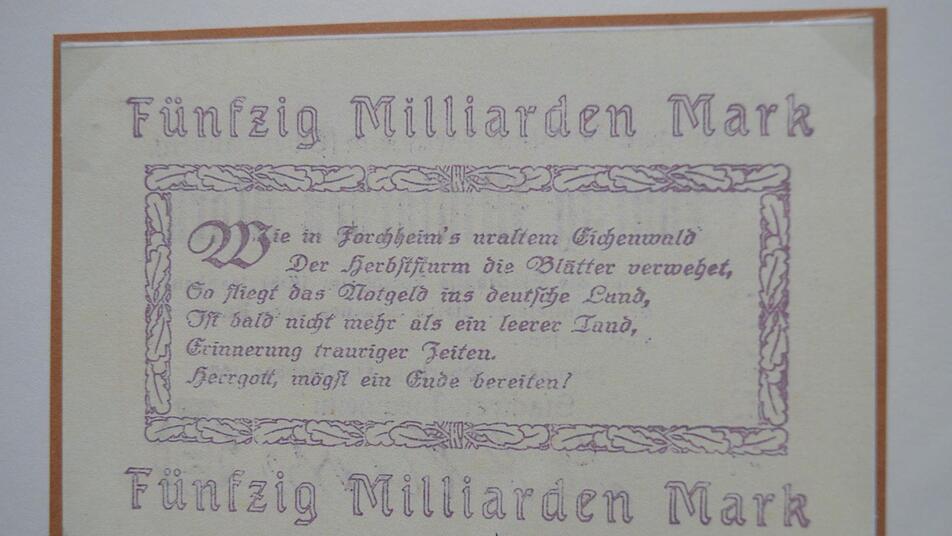 Fünfzig Milliarden Mark
Wie in Forchheim's uraltem Eichenwald
Der Herbststurm die Blätter verwehet,
So fliegt das Notgeld ins deutsche Land,
Ist bald nicht mehr als ein leerer Tand,
Erinnerung trauriger Zeiten.
Herrgott, mögst ein Ende bereiten!
Fünfzig Milliarden Mark